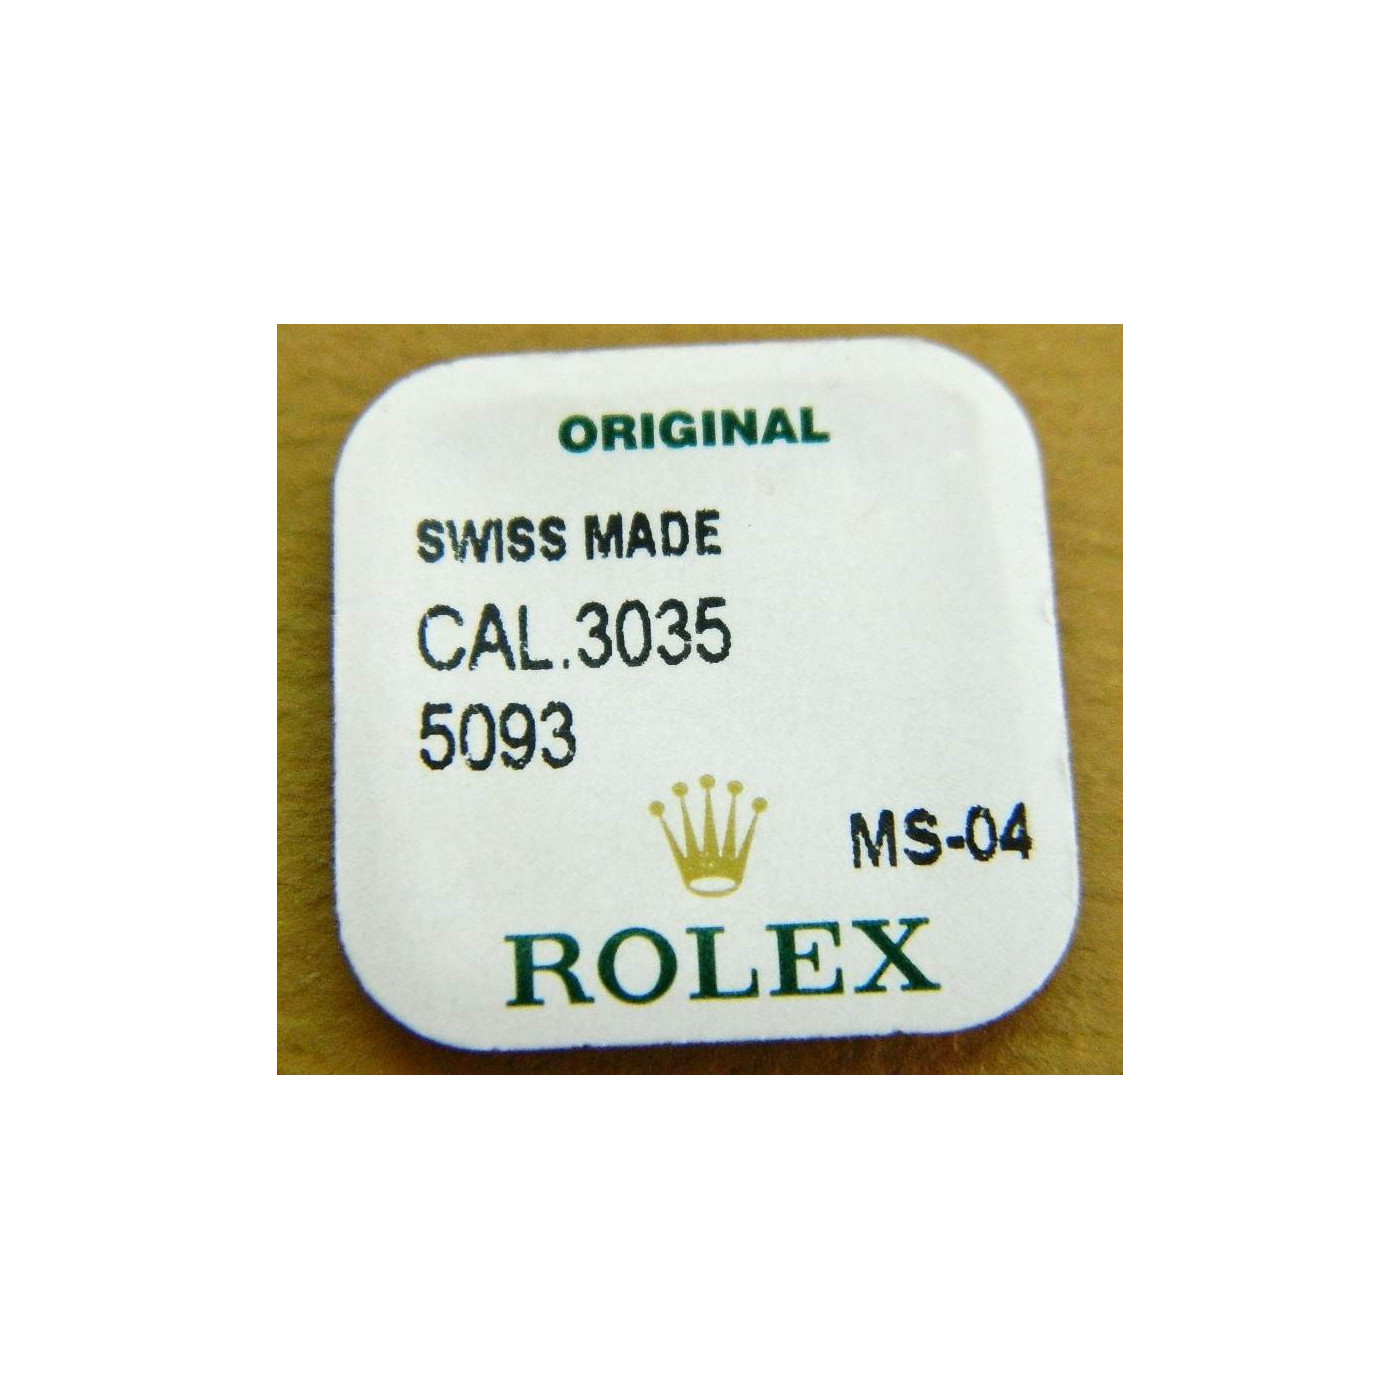 ORIGINAL
SWISS MADE
CAL.3035
5093
MS-04
ROLEX